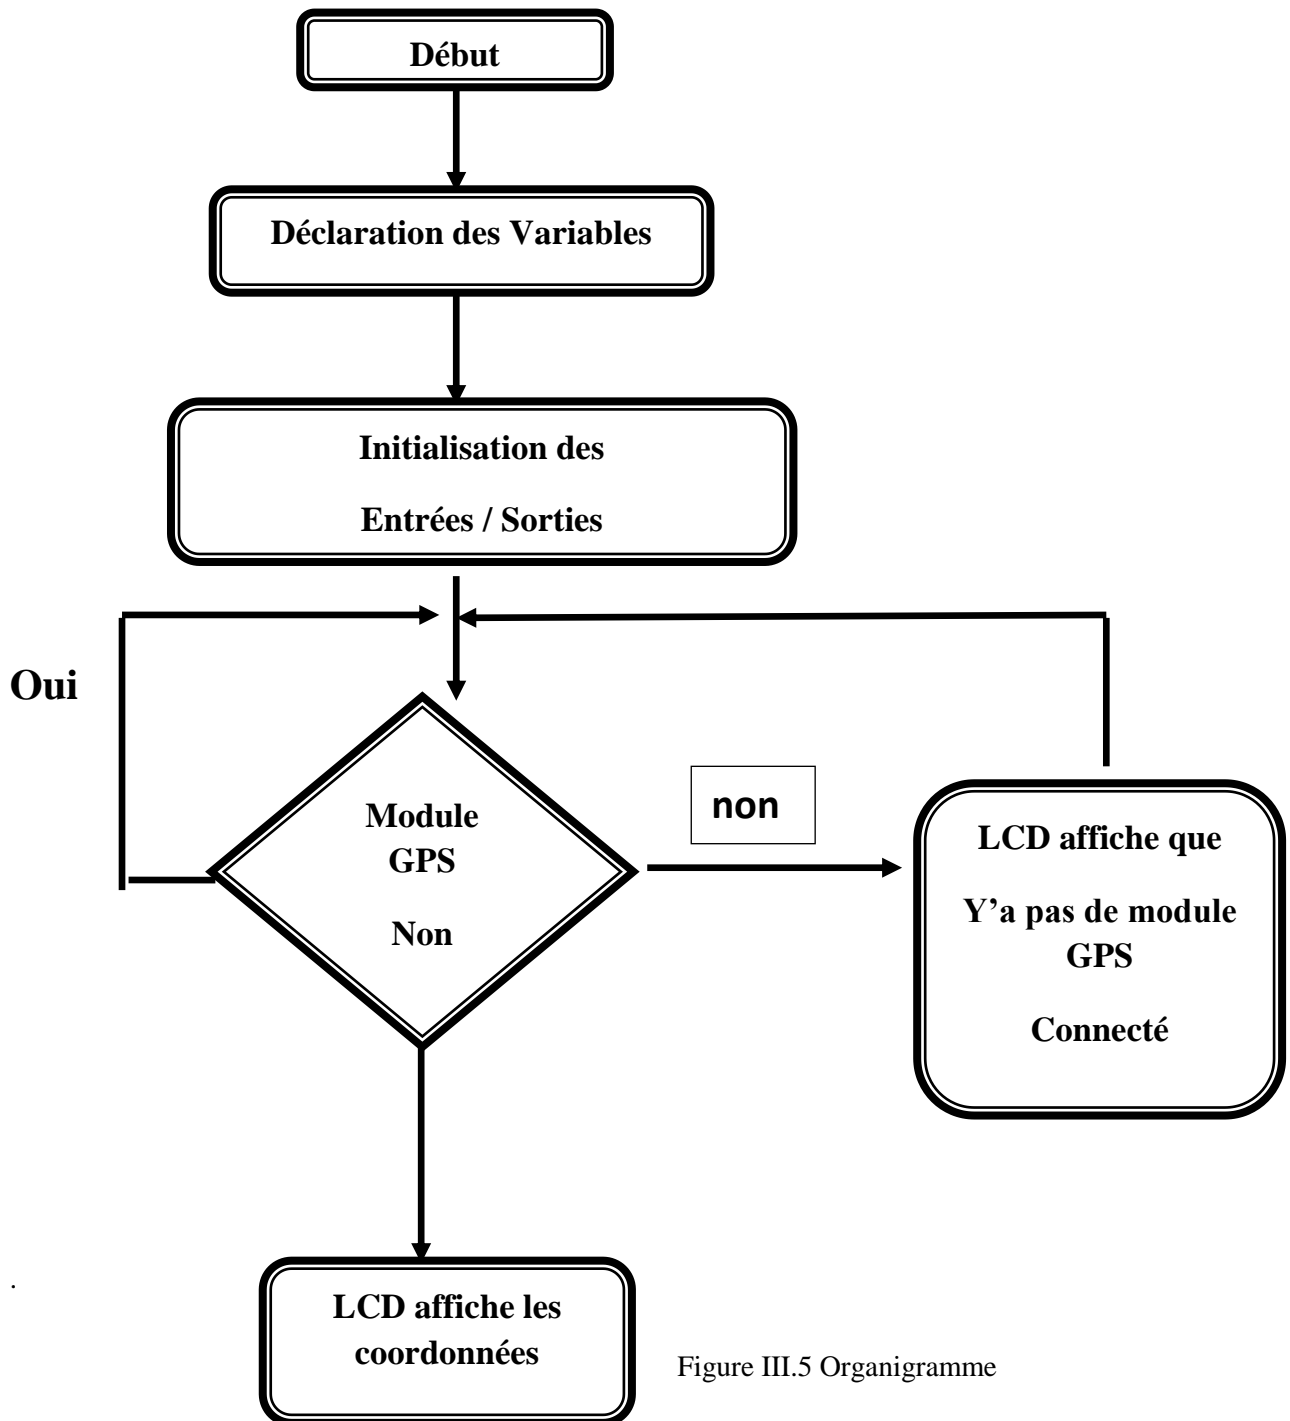 Début
Déclaration des Variables
Initialisation des
Entrées / Sorties
Oui
Module
GPS
Non
non
LCD affiche que
Y’a pas de module
GPS
Connecté
.
LCD affiche les
coordonnées
Figure III.5 Organigramme